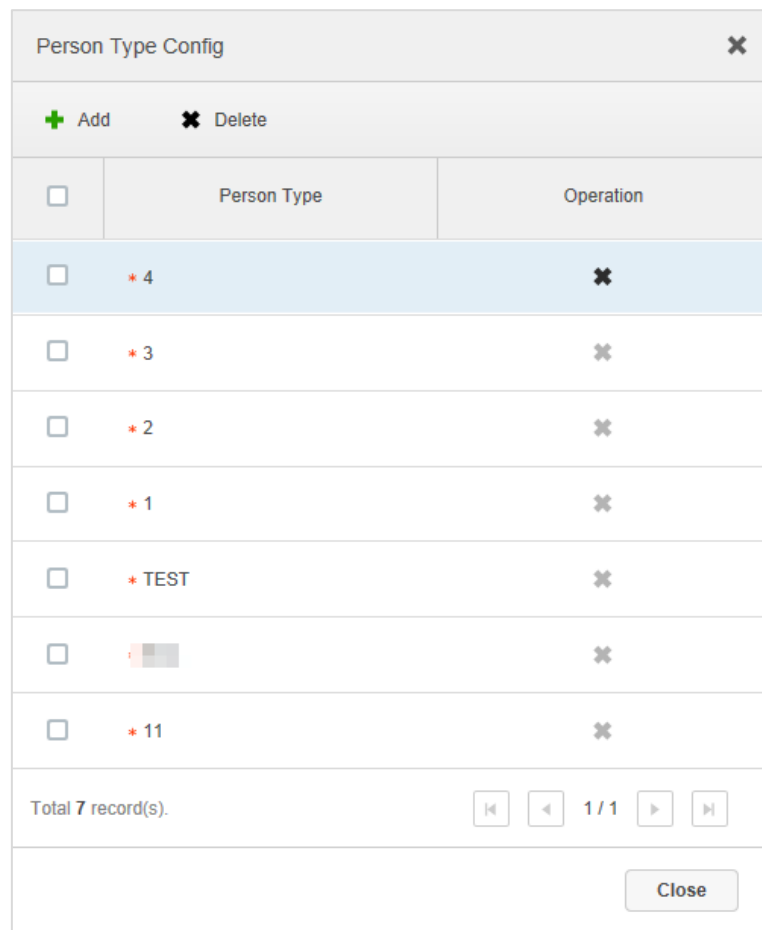 Person Type Config
Add Delete
Person Type Operation
* 4
* 3
* 2
* 1
* TEST
* 11
Total 7 record(s). 1 / 1
Close